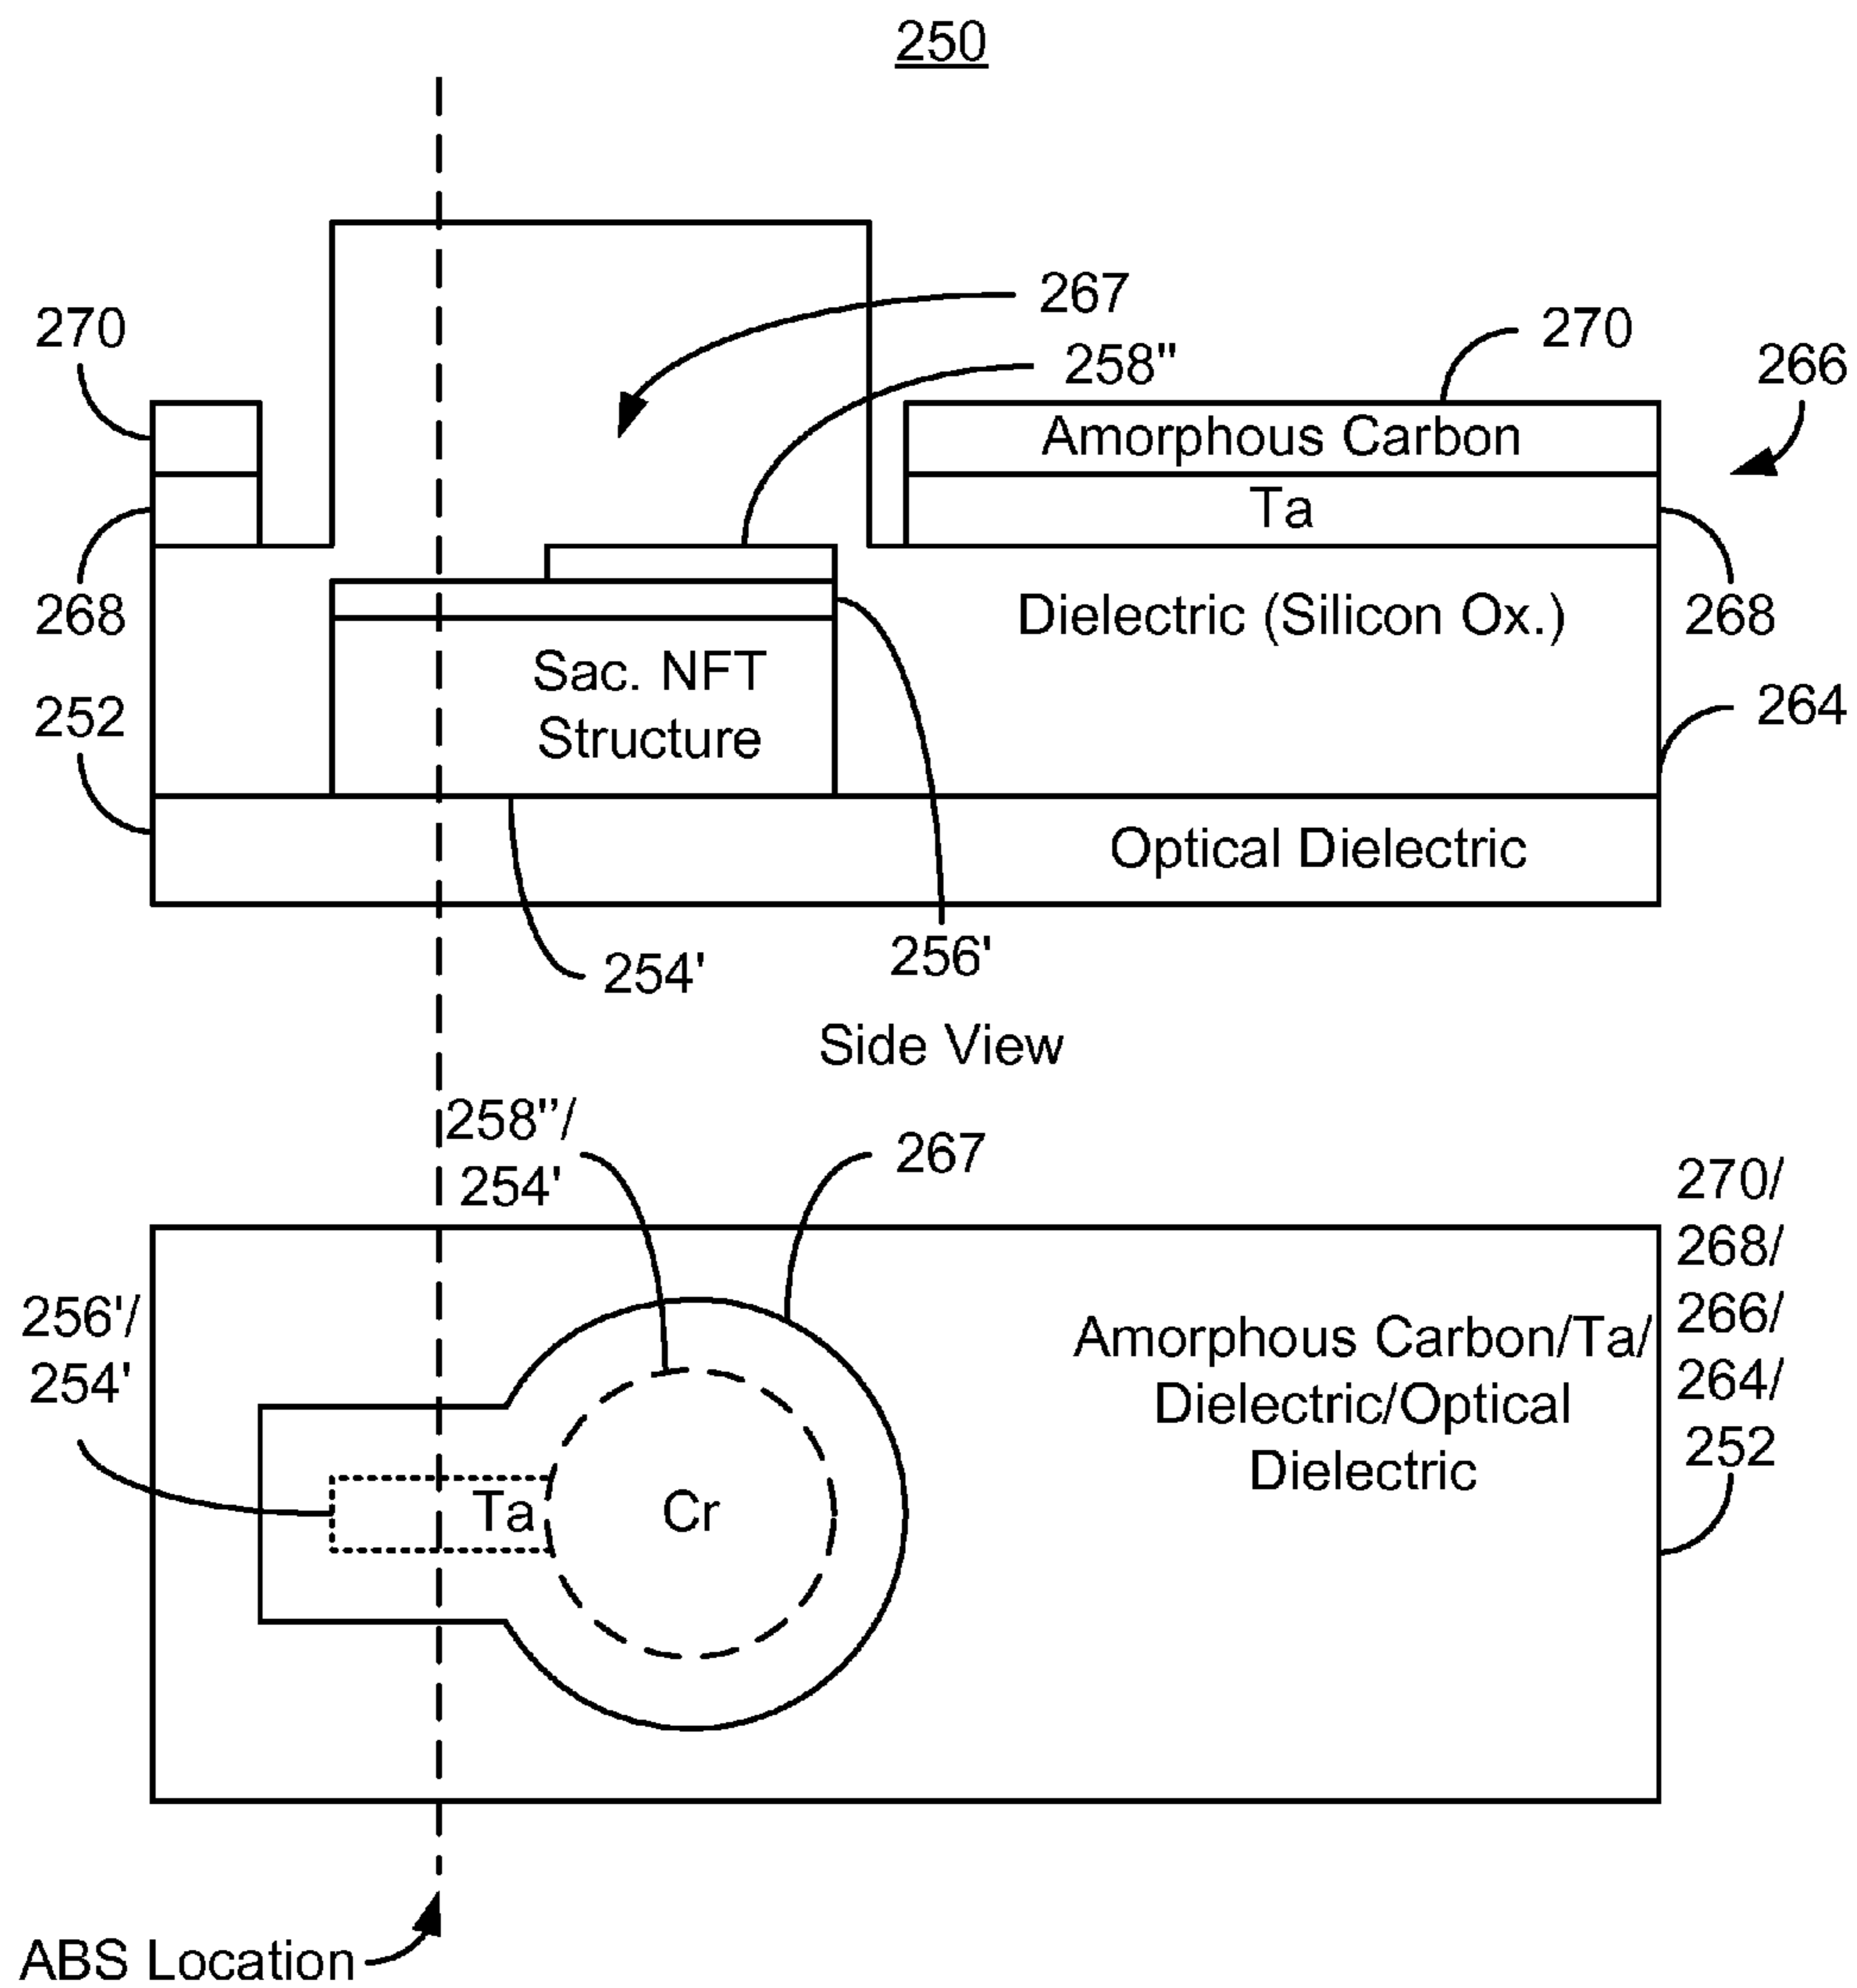 250
267
258"
270
270
266
Amorphous Carbon
Ta
268
268
Dielectric (Silicon Ox.)
Sac. NFT
Structure
252
264
Optical Dielectric
254'
256'
Side View
258"/
254'
267
270/
268/
266/
264/
252
256'/
254'
Amorphous Carbon/Ta/
Dielectric/Optical
Dielectric
Ta
Cr
ABS Location